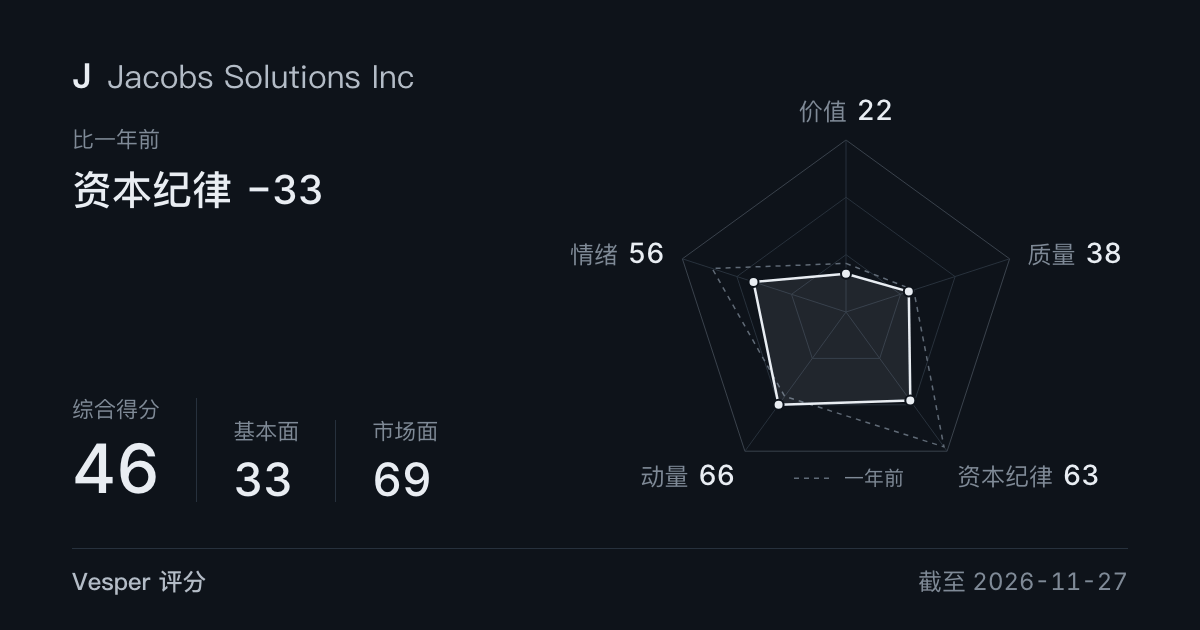 J Jacobs Solutions Inc
比一年前
资本纪律 −33
价值 22
情绪 56
质量 38
动量 66
一年前
资本纪律 63
综合得分
46
基本面
33
市场面
69
Vesper 评分
截至 2026-11-27